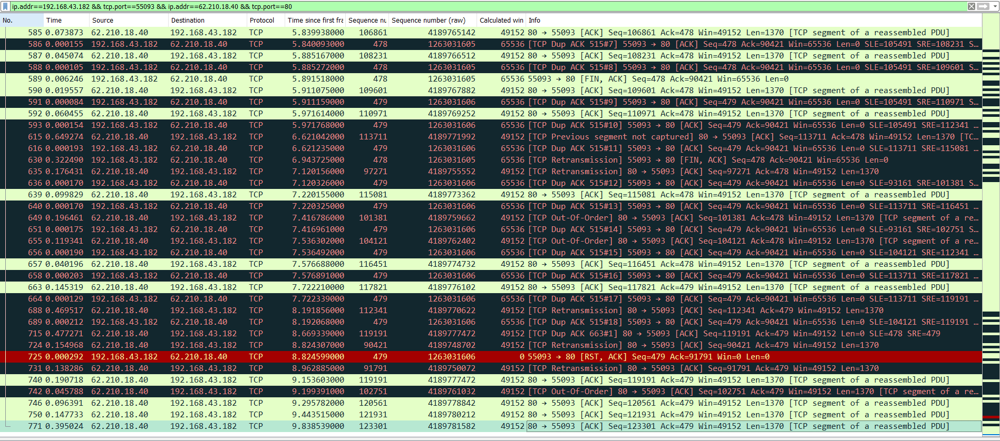 ip.addr==192.168.43.182 && tcp.port==55093 && ip.addr==62.210.18.40 && tcp.port==80
No. Time Source Destination Protocol Time since first fra Sequence nu Sequence number (raw) Calculated win Info
585 0.073873 62.210.18.40 192.168.43.182 TCP 5.839938000 106861 4189765142 49152 80 → 55093 [ACK] Seq=106861 Ack=478 Win=49152 Len=1370 [TCP segment of a reassembled PDU]
586 0.000155 192.168.43.182 62.210.18.40 TCP 5.840093000 478 1263031605 65536 [TCP Dup ACK 515#7] 55093 → 80 [ACK] Seq=478 Ack=90421 Win=65536 Len=0 SLE=105491 SRE=108231 S…
587 0.045074 62.210.18.40 192.168.43.182 TCP 5.885167000 108231 4189766512 49152 80 → 55093 [ACK] Seq=108231 Ack=478 Win=49152 Len=1370 [TCP segment of a reassembled PDU]
588 0.000105 192.168.43.182 62.210.18.40 TCP 5.885272000 478 1263031605 65536 [TCP Dup ACK 515#8] 55093 → 80 [ACK] Seq=478 Ack=90421 Win=65536 Len=0 SLE=105491 SRE=109601 S…
589 0.006246 192.168.43.182 62.210.18.40 TCP 5.891518000 478 1263031605 65536 55093 → 80 [FIN, ACK] Seq=478 Ack=90421 Win=65536 Len=0
590 0.019557 62.210.18.40 192.168.43.182 TCP 5.911075000 109601 4189767882 49152 80 → 55093 [ACK] Seq=109601 Ack=478 Win=49152 Len=1370 [TCP segment of a reassembled PDU]
591 0.000084 192.168.43.182 62.210.18.40 TCP 5.911159000 479 1263031606 65536 [TCP Dup ACK 515#9] 55093 → 80 [ACK] Seq=479 Ack=90421 Win=65536 Len=0 SLE=105491 SRE=110971 S…
592 0.060455 62.210.18.40 192.168.43.182 TCP 5.971614000 110971 4189769252 49152 80 → 55093 [ACK] Seq=110971 Ack=478 Win=49152 Len=1370 [TCP segment of a reassembled PDU]
593 0.000154 192.168.43.182 62.210.18.40 TCP 5.971768000 479 1263031606 65536 [TCP Dup ACK 515#10] 55093 → 80 [ACK] Seq=479 Ack=90421 Win=65536 Len=0 SLE=105491 SRE=112341 …
615 0.649274 62.210.18.40 192.168.43.182 TCP 6.621042000 113711 4189771992 49152 [TCP Previous segment not captured] 80 → 55093 [ACK] Seq=113711 Ack=478 Win=49152 Len=1370 [TC…
616 0.000193 192.168.43.182 62.210.18.40 TCP 6.621235000 479 1263031606 65536 [TCP Dup ACK 515#11] 55093 → 80 [ACK] Seq=479 Ack=90421 Win=65536 Len=0 SLE=113711 SRE=115081 …
630 0.322490 192.168.43.182 62.210.18.40 TCP 6.943725000 478 1263031605 65536 [TCP Retransmission] 55093 → 80 [FIN, ACK] Seq=478 Ack=90421 Win=65536 Len=0
635 0.176431 62.210.18.40 192.168.43.182 TCP 7.120156000 97271 4189755552 49152 [TCP Retransmission] 80 → 55093 [ACK] Seq=97271 Ack=478 Win=49152 Len=1370
636 0.000170 192.168.43.182 62.210.18.40 TCP 7.120326000 479 1263031606 65536 [TCP Dup ACK 515#12] 55093 → 80 [ACK] Seq=479 Ack=90421 Win=65536 Len=0 SLE=93161 SRE=101381 S…
639 0.099829 62.210.18.40 192.168.43.182 TCP 7.220155000 115081 4189773362 49152 80 → 55093 [ACK] Seq=115081 Ack=478 Win=49152 Len=1370 [TCP segment of a reassembled PDU]
640 0.000170 192.168.43.182 62.210.18.40 TCP 7.220325000 479 1263031606 65536 [TCP Dup ACK 515#13] 55093 → 80 [ACK] Seq=479 Ack=90421 Win=65536 Len=0 SLE=113711 SRE=116451 …
649 0.196461 62.210.18.40 192.168.43.182 TCP 7.416786000 101381 4189759662 49152 [TCP Out-Of-Order] 80 → 55093 [ACK] Seq=101381 Ack=478 Win=49152 Len=1370 [TCP segment of a re…
651 0.000175 192.168.43.182 62.210.18.40 TCP 7.416961000 479 1263031606 65536 [TCP Dup ACK 515#14] 55093 → 80 [ACK] Seq=479 Ack=90421 Win=65536 Len=0 SLE=93161 SRE=102751 S…
655 0.119341 62.210.18.40 192.168.43.182 TCP 7.536302000 104121 4189762402 49152 [TCP Out-Of-Order] 80 → 55093 [ACK] Seq=104121 Ack=478 Win=49152 Len=1370 [TCP segment of a re…
656 0.000190 192.168.43.182 62.210.18.40 TCP 7.536492000 479 1263031606 65536 [TCP Dup ACK 515#15] 55093 → 80 [ACK] Seq=479 Ack=90421 Win=65536 Len=0 SLE=104121 SRE=112341 …
657 0.040196 62.210.18.40 192.168.43.182 TCP 7.576688000 116451 4189774732 49152 80 → 55093 [ACK] Seq=116451 Ack=478 Win=49152 Len=1370 [TCP segment of a reassembled PDU]
658 0.000203 192.168.43.182 62.210.18.40 TCP 7.576891000 479 1263031606 65536 [TCP Dup ACK 515#16] 55093 → 80 [ACK] Seq=479 Ack=90421 Win=65536 Len=0 SLE=113711 SRE=117821 …
663 0.145319 62.210.18.40 192.168.43.182 TCP 7.722210000 117821 4189776102 49152 80 → 55093 [ACK] Seq=117821 Ack=479 Win=49152 Len=1370 [TCP segment of a reassembled PDU]
664 0.000129 192.168.43.182 62.210.18.40 TCP 7.722339000 479 1263031606 65536 [TCP Dup ACK 515#17] 55093 → 80 [ACK] Seq=479 Ack=90421 Win=65536 Len=0 SLE=113711 SRE=119191 …
688 0.469517 62.210.18.40 192.168.43.182 TCP 8.191856000 112341 4189770622 49152 [TCP Retransmission] 80 → 55093 [ACK] Seq=112341 Ack=479 Win=49152 Len=1370
689 0.000212 192.168.43.182 62.210.18.40 TCP 8.192068000 479 1263031606 65536 [TCP Dup ACK 515#18] 55093 → 80 [ACK] Seq=479 Ack=90421 Win=65536 Len=0 SLE=104121 SRE=119191 …
715 0.477271 62.210.18.40 192.168.43.182 TCP 8.669339000 119191 4189777472 49152 [TCP Dup ACK 663#1] 80 → 55093 [ACK] Seq=119191 Ack=479 Win=49152 Len=0 SLE=478 SRE=479
724 0.154968 62.210.18.40 192.168.43.182 TCP 8.824307000 90421 4189748702 49152 [TCP Retransmission] 80 → 55093 [ACK] Seq=90421 Ack=479 Win=49152 Len=1370
725 0.000292 192.168.43.182 62.210.18.40 TCP 8.824599000 479 1263031606 0 55093 → 80 [RST, ACK] Seq=479 Ack=91791 Win=0 Len=0
731 0.138286 62.210.18.40 192.168.43.182 TCP 8.962885000 91791 4189750072 49152 [TCP Retransmission] 80 → 55093 [ACK] Seq=91791 Ack=479 Win=49152 Len=1370
740 0.190718 62.210.18.40 192.168.43.182 TCP 9.153603000 119191 4189777472 49152 80 → 55093 [ACK] Seq=119191 Ack=479 Win=49152 Len=1370 [TCP segment of a reassembled PDU]
742 0.045788 62.210.18.40 192.168.43.182 TCP 9.199391000 102751 4189761032 49152 [TCP Out-Of-Order] 80 → 55093 [ACK] Seq=102751 Ack=479 Win=49152 Len=1370 [TCP segment of a re…
746 0.096391 62.210.18.40 192.168.43.182 TCP 9.295782000 120561 4189778842 49152 80 → 55093 [ACK] Seq=120561 Ack=479 Win=49152 Len=1370 [TCP segment of a reassembled PDU]
750 0.147733 62.210.18.40 192.168.43.182 TCP 9.443515000 121931 4189780212 49152 80 → 55093 [ACK] Seq=121931 Ack=479 Win=49152 Len=1370 [TCP segment of a reassembled PDU]
771 0.395024 62.210.18.40 192.168.43.182 TCP 9.838539000 123301 4189781582 49152 80 → 55093 [ACK] Seq=123301 Ack=479 Win=49152 Len=1370 [TCP segment of a reassembled PDU]